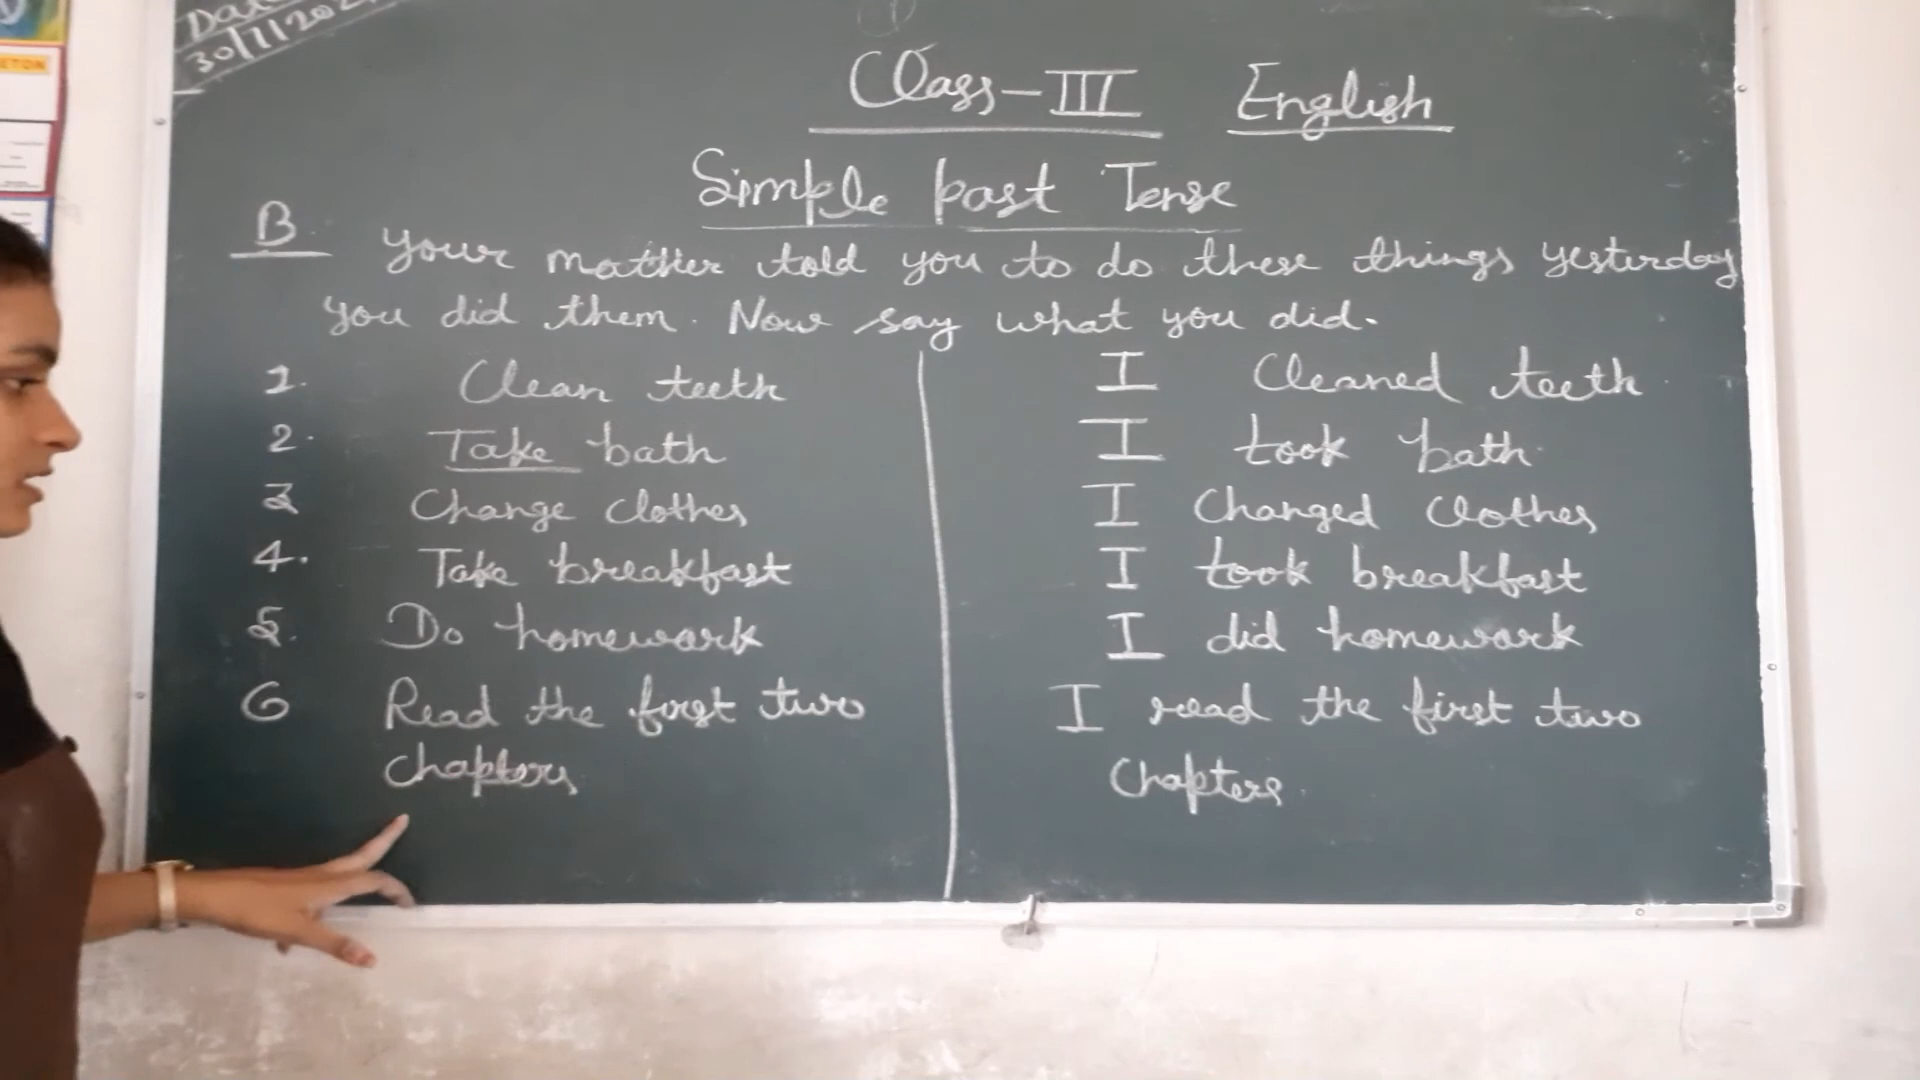 30/1/202
Class-III English
Simple Past Tense
B. your mother told you to do these things yesterday
you did them. Now say what you did.
1. Clean teeth I Cleaned teeth
2. Take bath I took bath.
3 Change clothes I Changed clothes
4. Take breakfast I took breakfast
5. Do homework I did homework
6 Read the first two I read the first two
chapters Chapters.